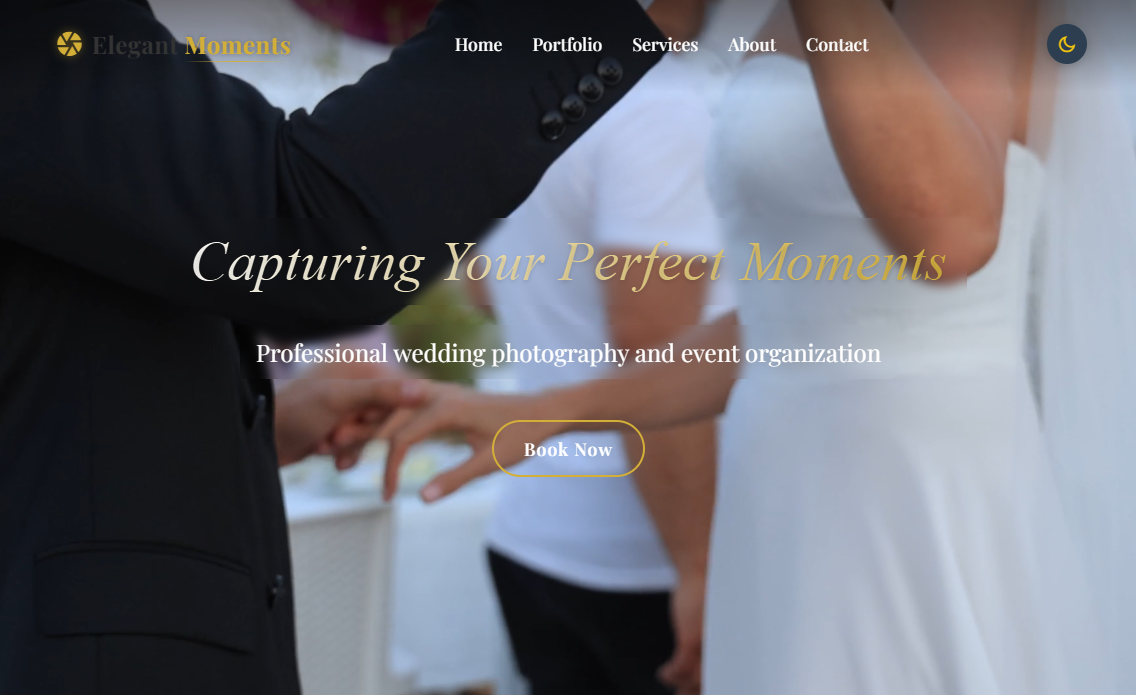 Elegant Moments
Home Portfolio Services About Contact
Capturing Your Perfect Moments
Professional wedding photography and event organization
Book Now